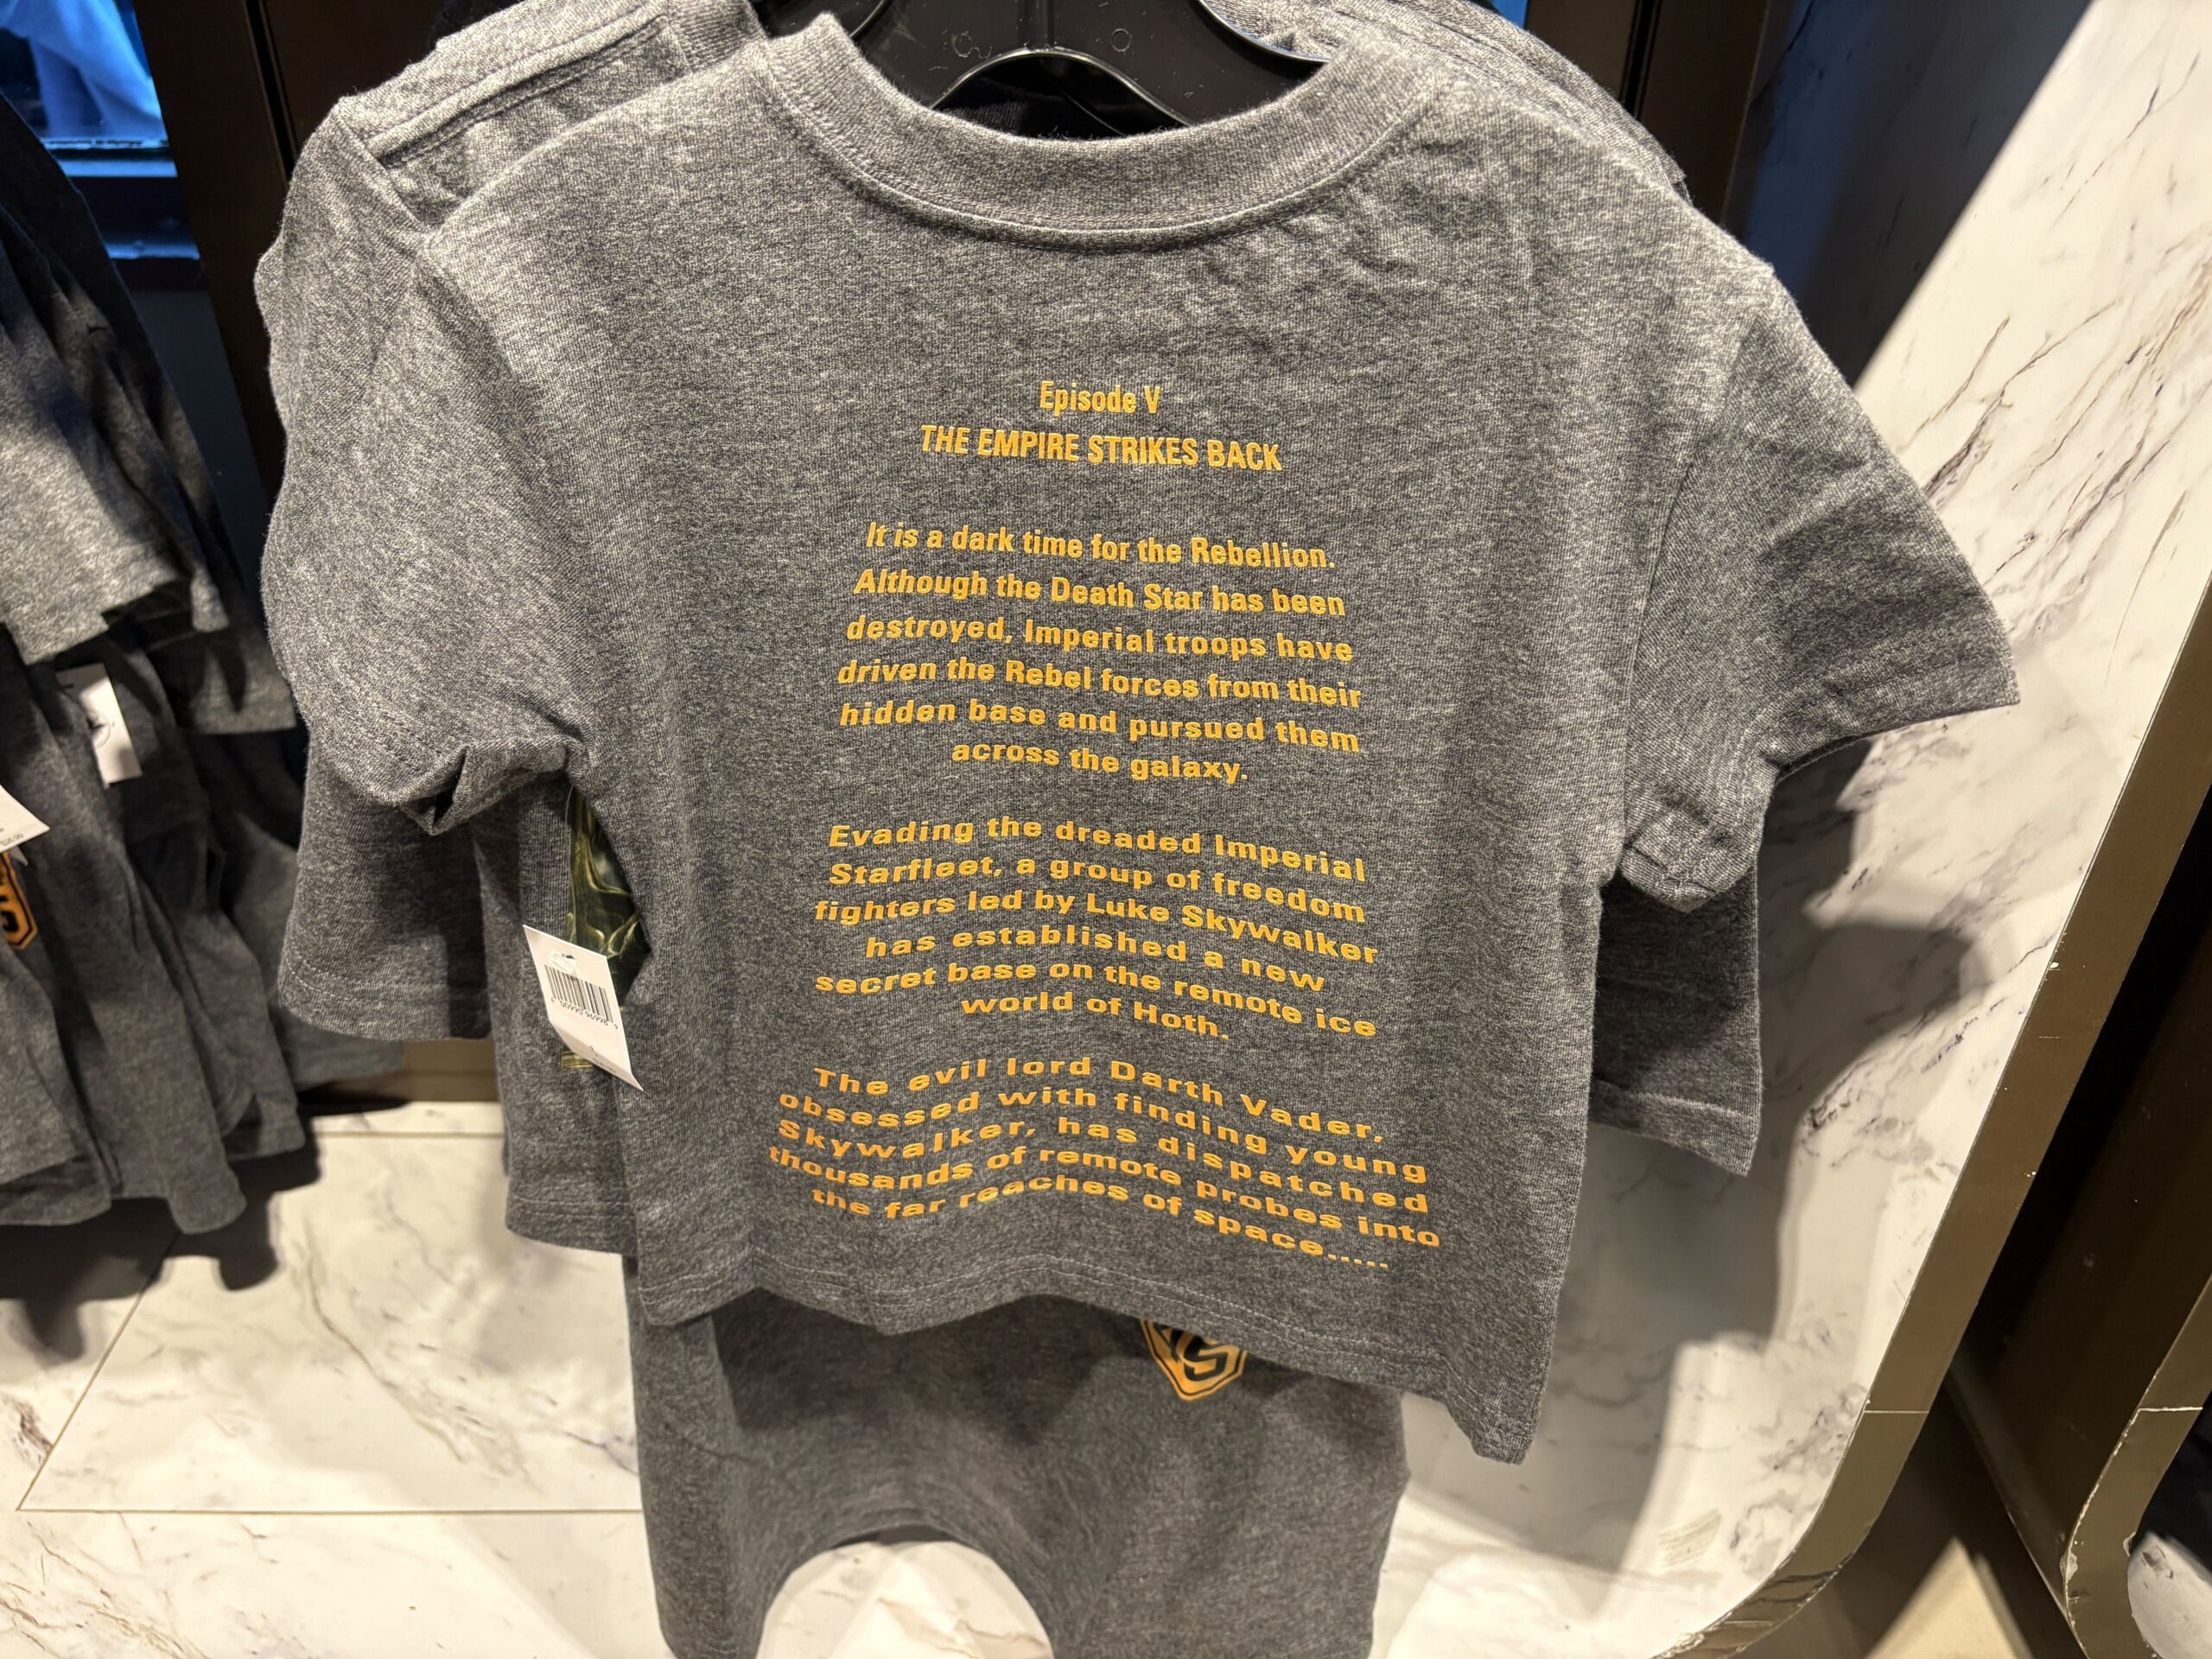 Episode V
THE EMPIRE STRIKES BACK
It is a dark time for the Rebellion.
Although the Death Star has been
destroyed, Imperial troops have
driven the Rebel forces from their
hidden base and pursued them
across the galaxy.
Evading the dreaded Imperial
Starfleet, a group of freedom
fighters led by Luke Skywalker
has established a new
secret base on the remote ice
world of Hoth.
The evil lord Darth Vader,
obsessed with finding young
Skywalker, has dispatched
thousands of remote probes into
the far reaches of space.....